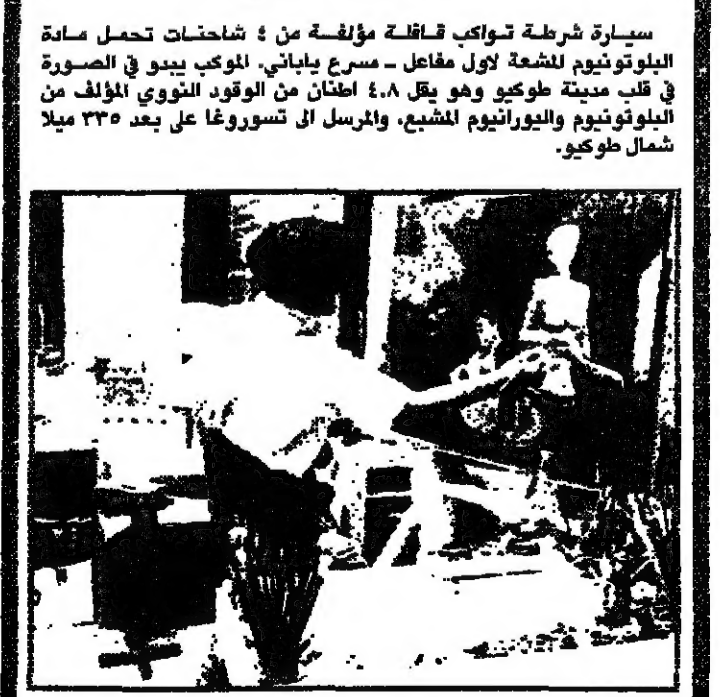 سيارة شرطة تواكب قافلة مؤلفة من ٤ شاحنات تحمل مادة
البلوتونيوم المشعة لاول مفاعل ـ مسرع ياباني. الموكب يبدو في الصورة
في قلب مدينة طوكيو وهو يقل ٤،٨ اطنان من الوقود النووي المؤلف من
البلوتونيوم واليورانيوم المشبع، والمرسل الى تسوروغا على بعد ٣٣٥ ميلا
شمال طوكيو.